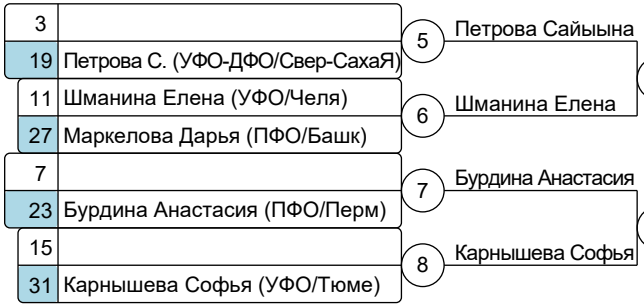 3
19 Петрова С. (УФО-ДФО/Свер-СахаЯ)
5 Петрова Сайыына
11 Шманина Елена (УФО/Челя)
27 Маркелова Дарья (ПФО/Башк)
6 Шманина Елена
7
23 Бурдина Анастасия (ПФО/Перм)
7 Бурдина Анастасия
15
31 Карнышева Софья (УФО/Тюме)
8 Карнышева Софья